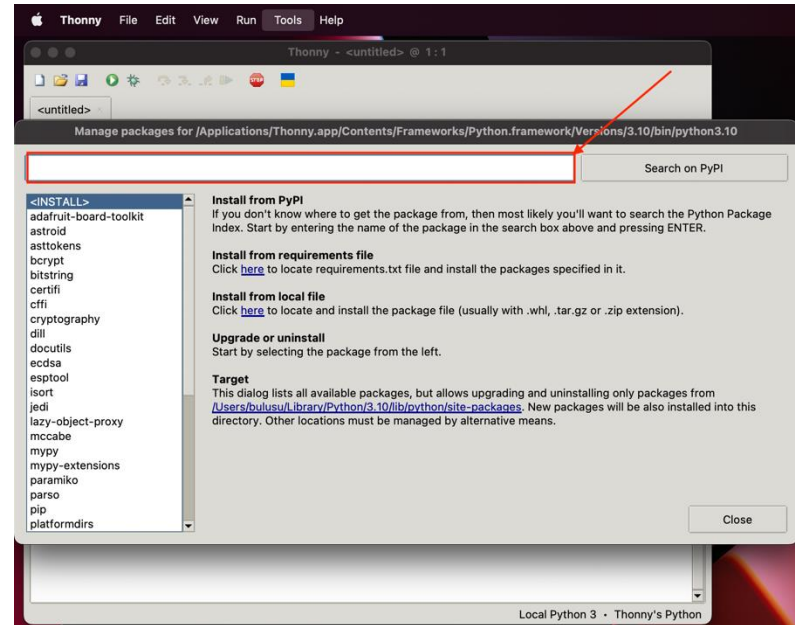 Thonny File Edit View Run Tools Help
Thonny - <untitled> @ 1:1
STOP
<untitled>
Manage packages for /Applications/Thonny.app/Contents/Frameworks/Python.framework/Versions/3.10/bin/python3.10
Search on PyPI
<INSTALL>
adafruit-board-toolkit
astroid
asttokens
bcrypt
bitstring
certifi
cffi
cryptography
dill
docutils
ecdsa
esptool
isort
jedi
lazy-object-proxy
mccabe
mypy
mypy-extensions
paramiko
parso
pip
platformdirs
Install from PyPI
If you don't know where to get the package from, then most likely you'll want to search the Python Package
Index. Start by entering the name of the package in the search box above and pressing ENTER.
Install from requirements file
Click here to locate requirements.txt file and install the packages specified in it.
Install from local file
Click here to locate and install the package file (usually with .whl, .tar.gz or .zip extension).
Upgrade or uninstall
Start by selecting the package from the left.
Target
This dialog lists all available packages, but allows upgrading and uninstalling only packages from
/Users/bulusu/Library/Python/3.10/lib/python/site-packages. New packages will be also installed into this
directory. Other locations must be managed by alternative means.
Close
Local Python 3 • Thonny's Python